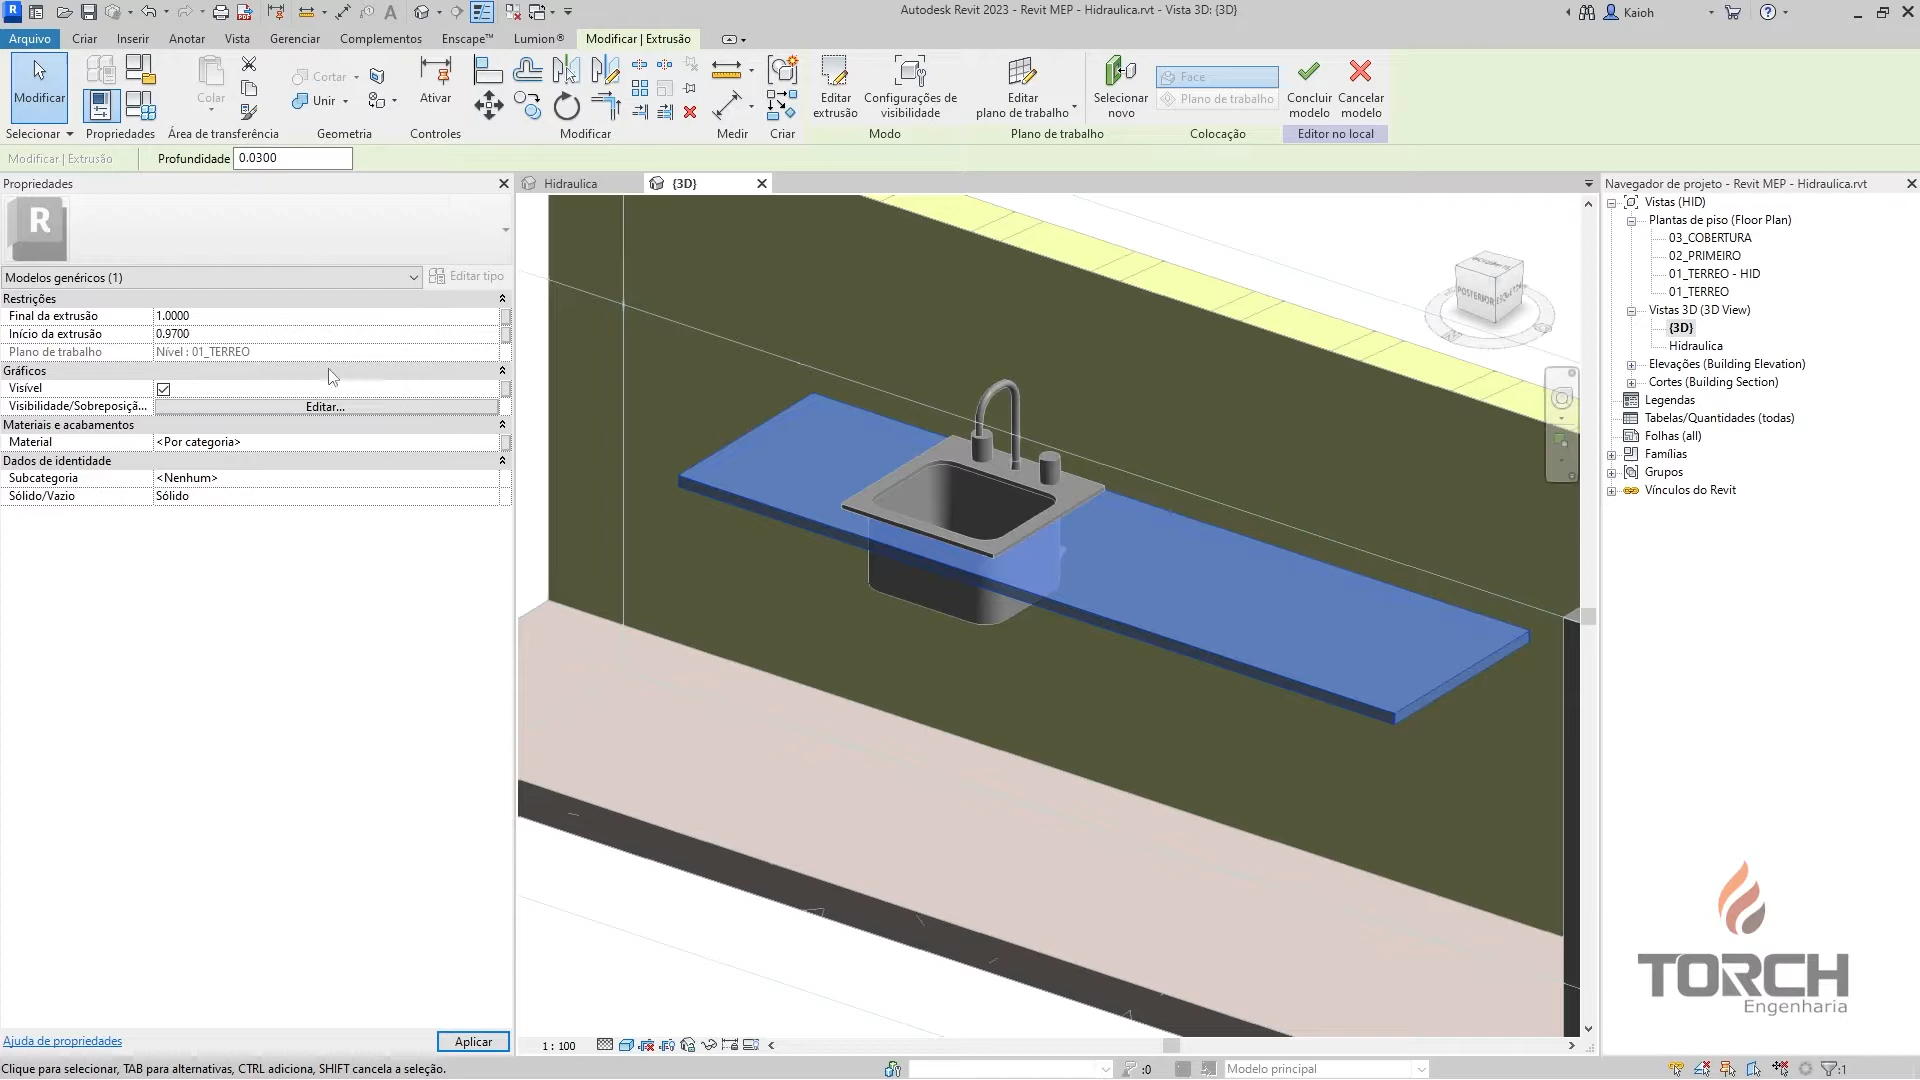 Autodesk Revit 2023 - Revit MEP - Hidraulica.rvt - Vista 3D: {3D}
Kaioh
Arquivo Criar Inserir Anotar Vista Gerenciar Complementos Enscape™ Lumion® Modificar | Extrusão
Modificar
Colar
Cortar
Unir
Ativar
Editar extrusão
Configurações de visibilidade
Editar plano de trabalho
Selecionar novo
Face
Plano de trabalho
Concluir modelo
Cancelar modelo
Selecionar Propriedades Área de transferência Geometria Controles Modificar Medir Criar Modo Plano de trabalho Colocação Editor no local
Modificar | Extrusão Profundidade 0.0300
Propriedades
Hidraulica
{3D}
Navegador de projeto - Revit MEP - Hidraulica.rvt
R
Modelos genéricos (1) Editar tipo
Restrições
Final da extrusão 1.0000
Início da extrusão 0.9700
Plano de trabalho Nível : 01_TERREO
Gráficos
Visível
Visibilidade/Sobreposiçã... Editar...
Materiais e acabamentos
Material <Por categoria>
Dados de identidade
Subcategoria <Nenhum>
Sólido/Vazio Sólido
Ajuda de propriedades
Aplicar
POSTERIOR
Vistas (HID)
Plantas de piso (Floor Plan)
03_COBERTURA
02_PRIMEIRO
01_TERREO - HID
01_TERREO
Vistas 3D (3D View)
{3D}
Hidraulica
Elevações (Building Elevation)
Cortes (Building Section)
Legendas
Tabelas/Quantidades (todas)
Folhas (all)
Famílias
Grupos
Vínculos do Revit
TORCH
Engenharia
1 : 100
Clique para selecionar, TAB para alternativas, CTRL adiciona, SHIFT cancela a seleção.
:0
Modelo principal
:1